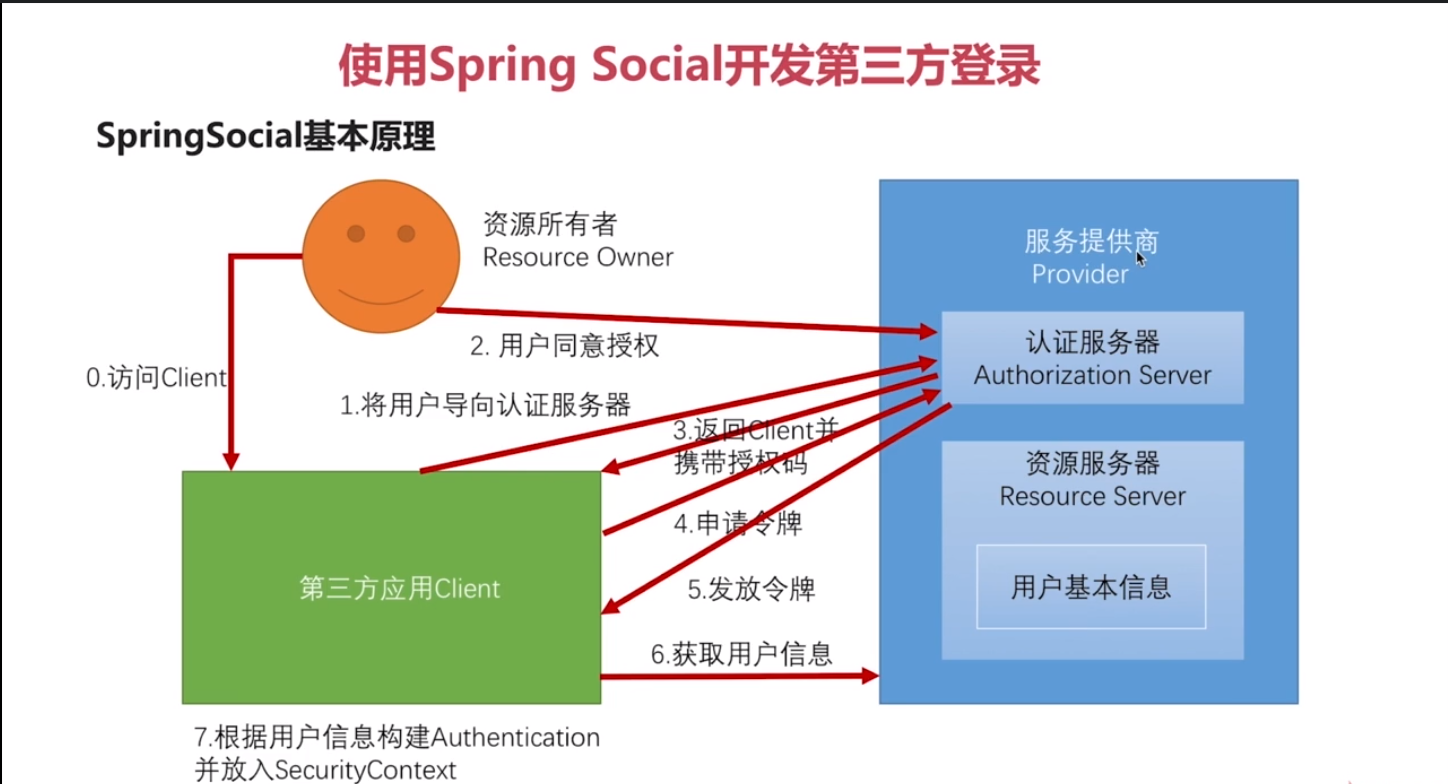 使用Spring Social开发第三方登录
SpringSocial基本原理
资源所有者
Resource Owner
服务提供商
Provider
2. 用户同意授权
认证服务器
Authorization Server
0.访问Client
1.将用户导向认证服务器
3.返回Client并
携带授权码
资源服务器
Resource Server
4.申请令牌
第三方应用Client
5.发放令牌
用户基本信息
6.获取用户信息
7.根据用户信息构建Authentication
并放入SecurityContext